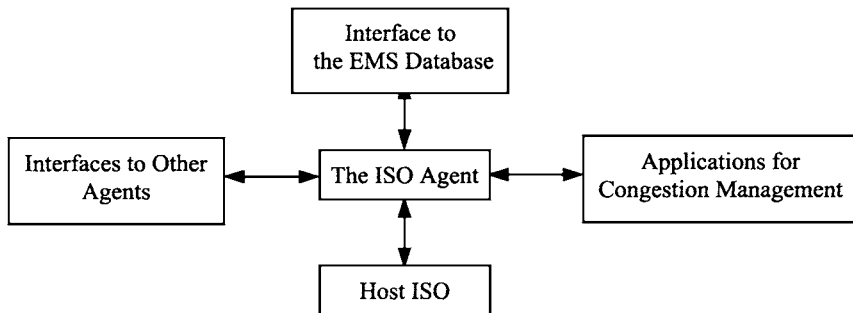 Interface to
the EMS Database
Interfaces to Other
Agents
The ISO Agent
Applications for
Congestion Management
Host ISO